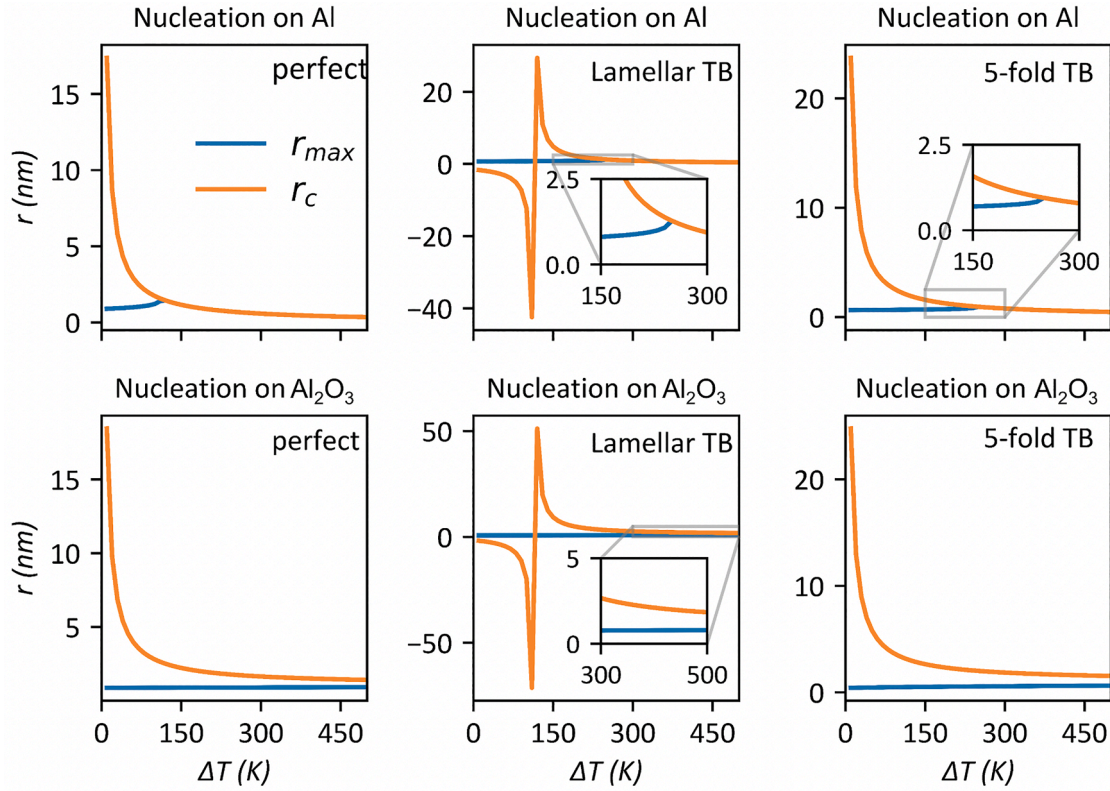 Nucleation on Al
Nucleation on Al
Nucleation on Al
perfect
Lamellar TB
5-fold TB
r_max
r_c
r (nm)
15
10
5
0
20
0
−20
−40
2.5
0.0
150
300
20
10
0
2.5
0.0
150
300
Nucleation on Al₂O₃
Nucleation on Al₂O₃
Nucleation on Al₂O₃
perfect
Lamellar TB
5-fold TB
r (nm)
15
10
5
0
150
300
450
ΔT (K)
50
0
−50
5
0
300
500
0
150
300
450
ΔT (K)
20
10
0
0
150
300
450
ΔT (K)